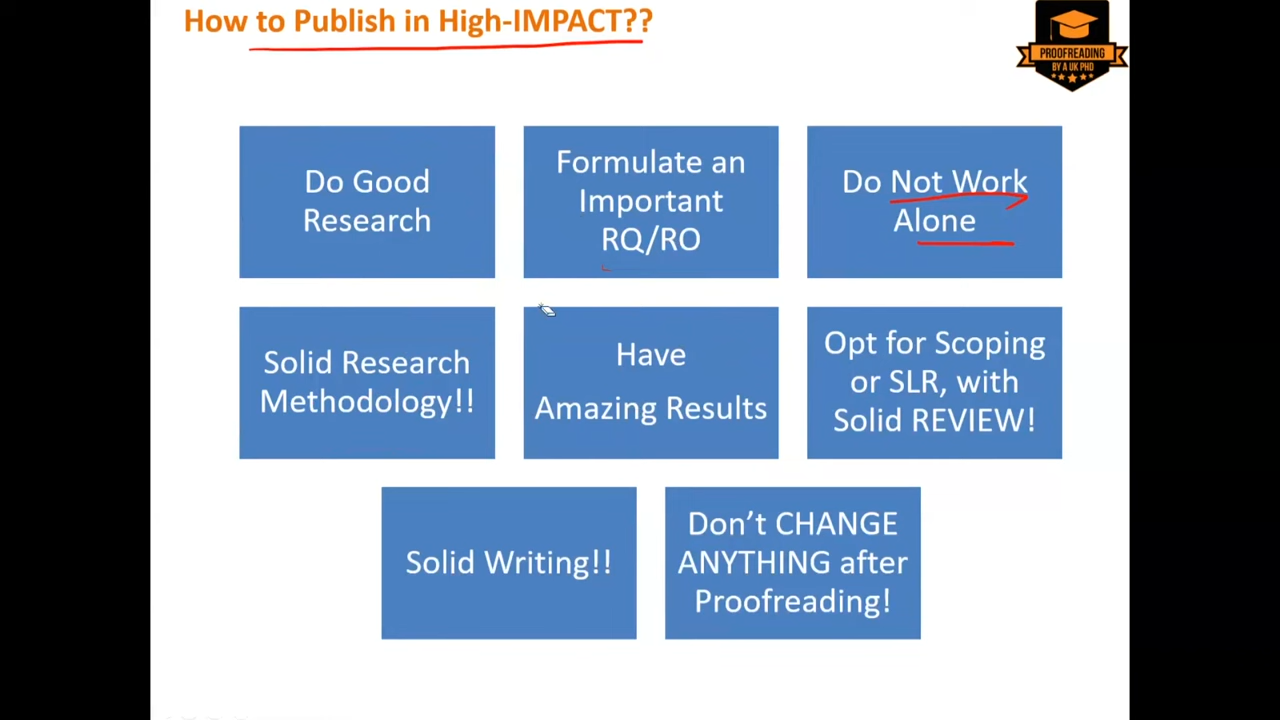 How to Publish in High-IMPACT??
PROOFREADING
BY A UK PHD
Do Good
Research
Formulate an
Important
RQ/RO
Do Not Work
Alone
Solid Research
Methodology!!
Have
Amazing Results
Opt for Scoping
or SLR, with
Solid REVIEW!
Solid Writing!!
Don't CHANGE
ANYTHING after
Proofreading!